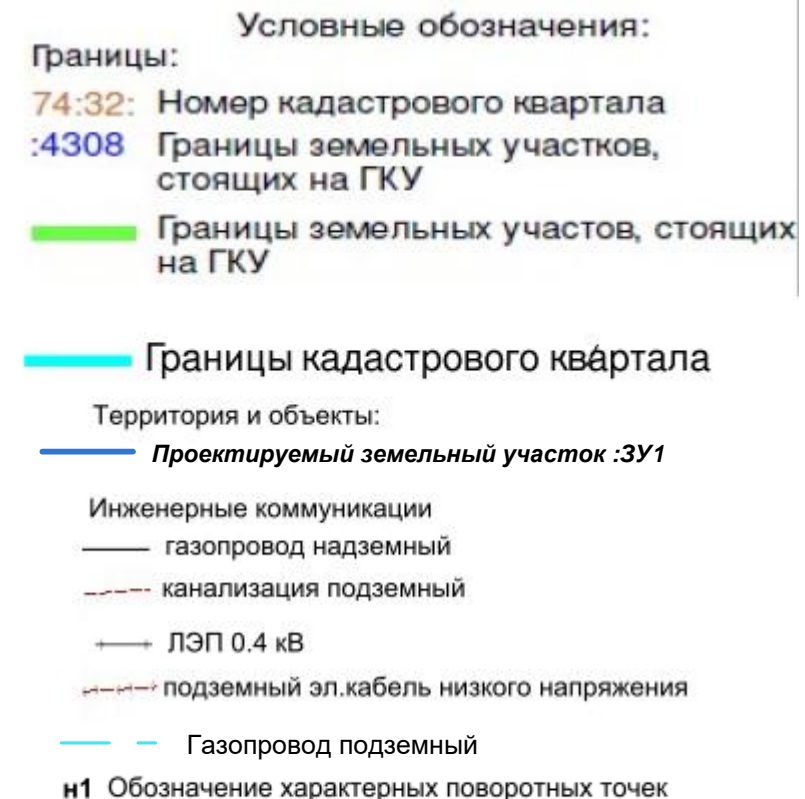 Условные обозначения:
Границы:
74:32: Номер кадастрового квартала
:4308 Границы земельных участков,
стоящих на ГКУ
Границы земельных участов, стоящих
на ГКУ
Границы кадастрового квартала
Территория и объекты:
Проектируемый земельный участок :ЗУ1
Инженерные коммуникации
газопровод надземный
канализация подземный
ЛЭП 0.4 кВ
подземный эл.кабель низкого напряжения
Газопровод подземный
н1 Обозначение характерных поворотных точек